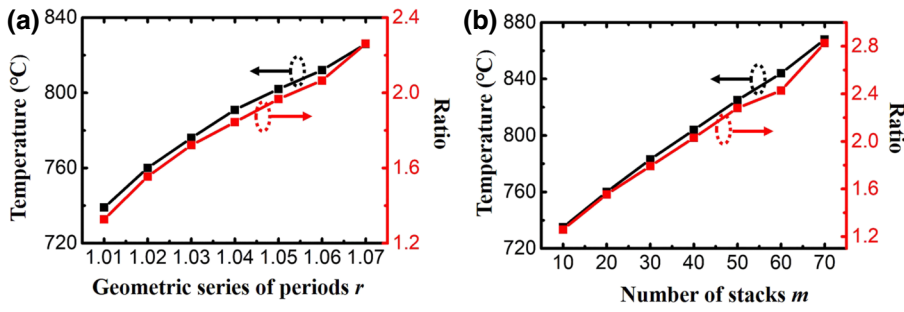 (a)
840
800
760
720
Temperature (°C)
2.4
2.0
1.6
1.2
Ratio
1.01 1.02 1.03 1.04 1.05 1.06 1.07
Geometric series of periods r
(b)
880
840
800
760
720
Temperature (°C)
2.8
2.4
2.0
1.6
1.2
Ratio
10 20 30 40 50 60 70
Number of stacks m